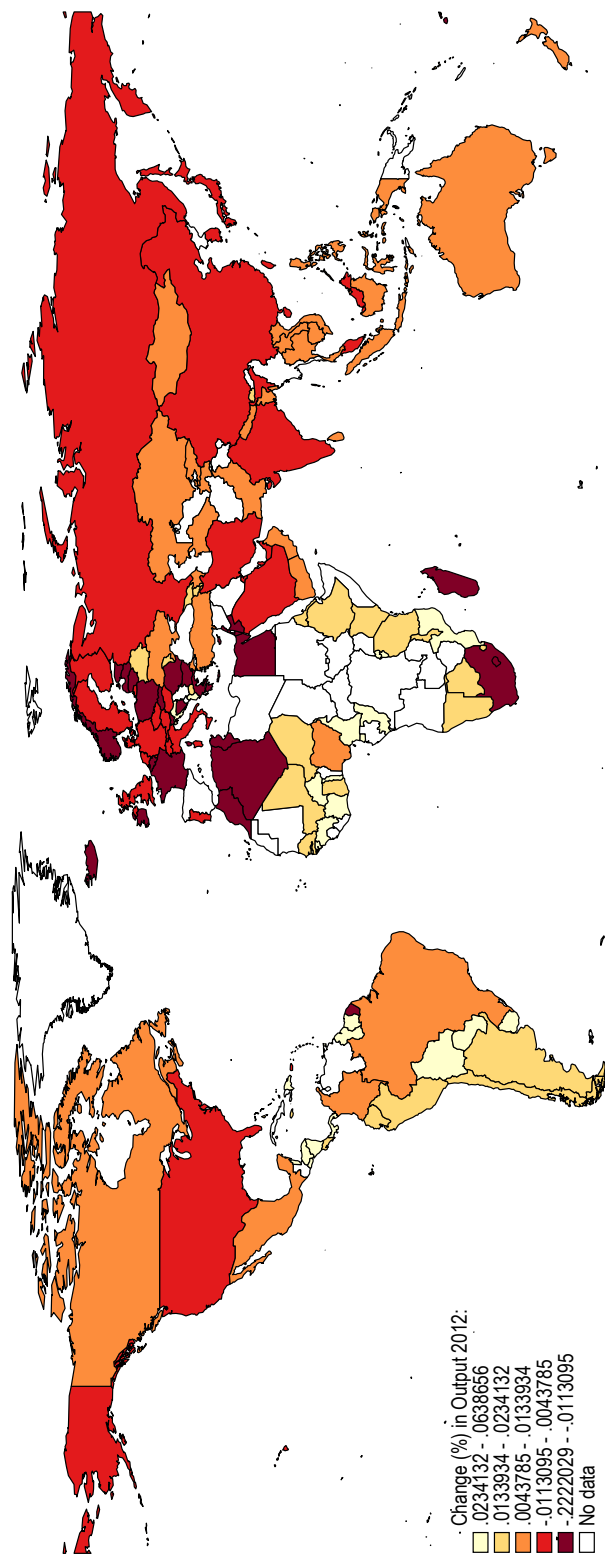 Change (%) in Output 2012:
.0234132 - .0638656
.0133934 - .0234132
.0043785 - .0133934
-.0113095 - .0043785
-.2222029 - -.0113095
No data